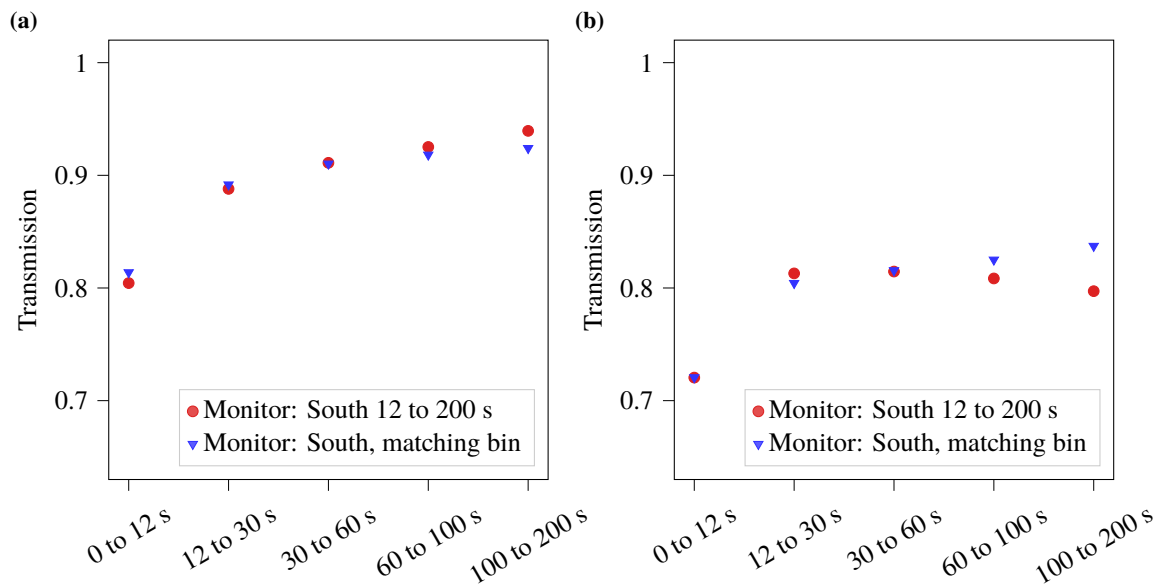 (a)
Transmission
1
0.9
0.8
0.7
Monitor: South 12 to 200 s
Monitor: South, matching bin
0 to 12 s
12 to 30 s
30 to 60 s
60 to 100 s
100 to 200 s
(b)
Transmission
1
0.9
0.8
0.7
Monitor: South 12 to 200 s
Monitor: South, matching bin
0 to 12 s
12 to 30 s
30 to 60 s
60 to 100 s
100 to 200 s